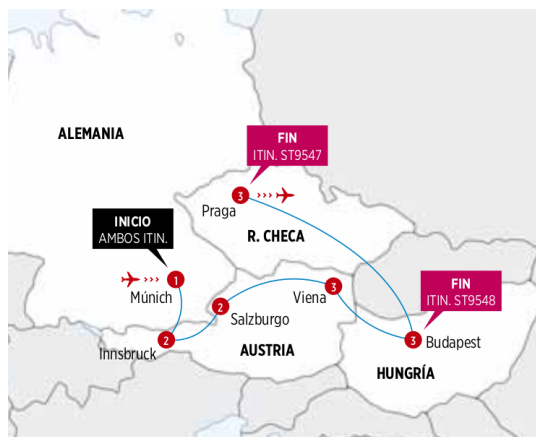 ALEMANIA
FIN
ITIN. ST9547
3
Praga
R. CHECA
INICIO
AMBOS ITIN.
1
Múnich
3
Viena
2
Salzburgo
FIN
ITIN. ST9548
2
Innsbruck
AUSTRIA
3
Budapest
HUNGRÍA